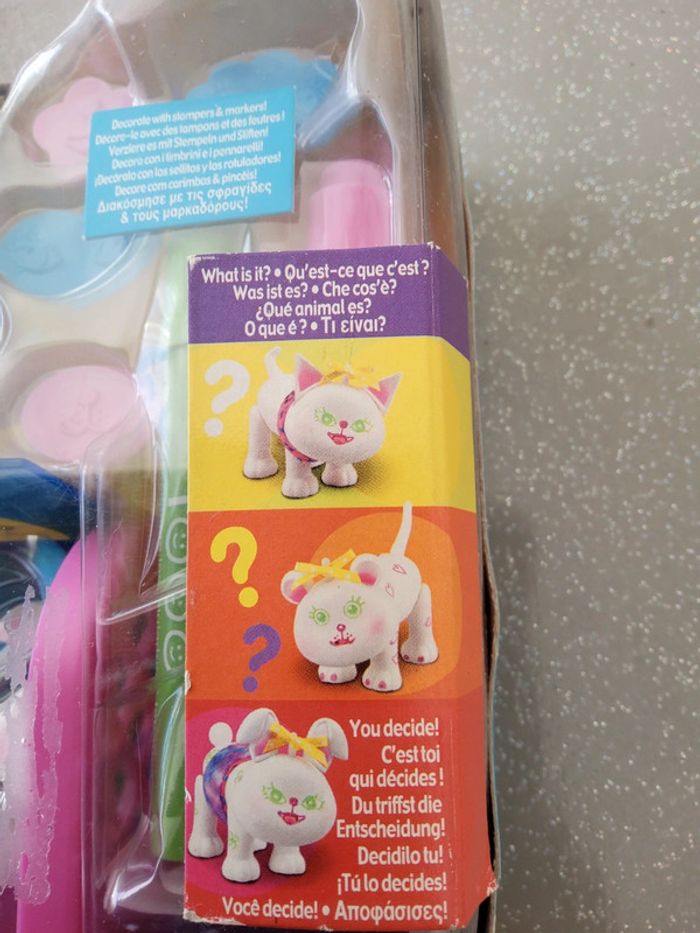 Decorate with stampers & markers!
Décore-le avec des tampons et des feutres!
Verziere es mit Stempeln und Stiften!
Decora con i timbrini e i pennarelli!
¡Decóralo con los sellitos y los rotuladores!
Decore com carimbos & pincéis!
Διακόσμησε με τις σφραγίδες
& τους μαρκαδόρους!
What is it? • Qu'est-ce que c'est?
Was ist es? • Che cos'è?
¿Qué animal es?
O que é? • Τι είναι?
?
?
?
You decide!
C'est toi
qui décides!
Du triffst die
Entscheidung!
Decidilo tu!
¡Tú lo decides!
Você decide! • Αποφάσισες!